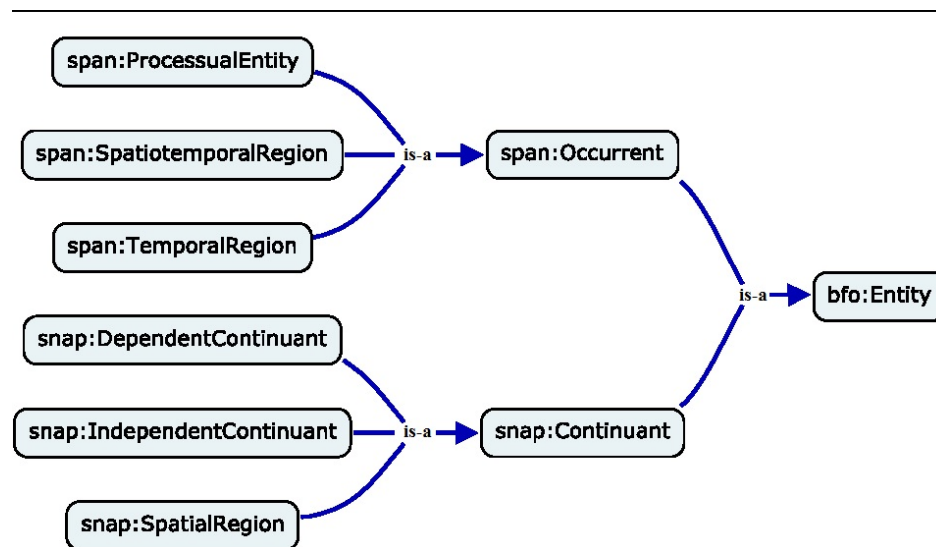 span:ProcessualEntity
span:SpatiotemporalRegion
is-a
span:Occurrent
span:TemporalRegion
is-a
bfo:Entity
snap:DependentContinuant
snap:IndependentContinuant
is-a
snap:Continuant
snap:SpatialRegion